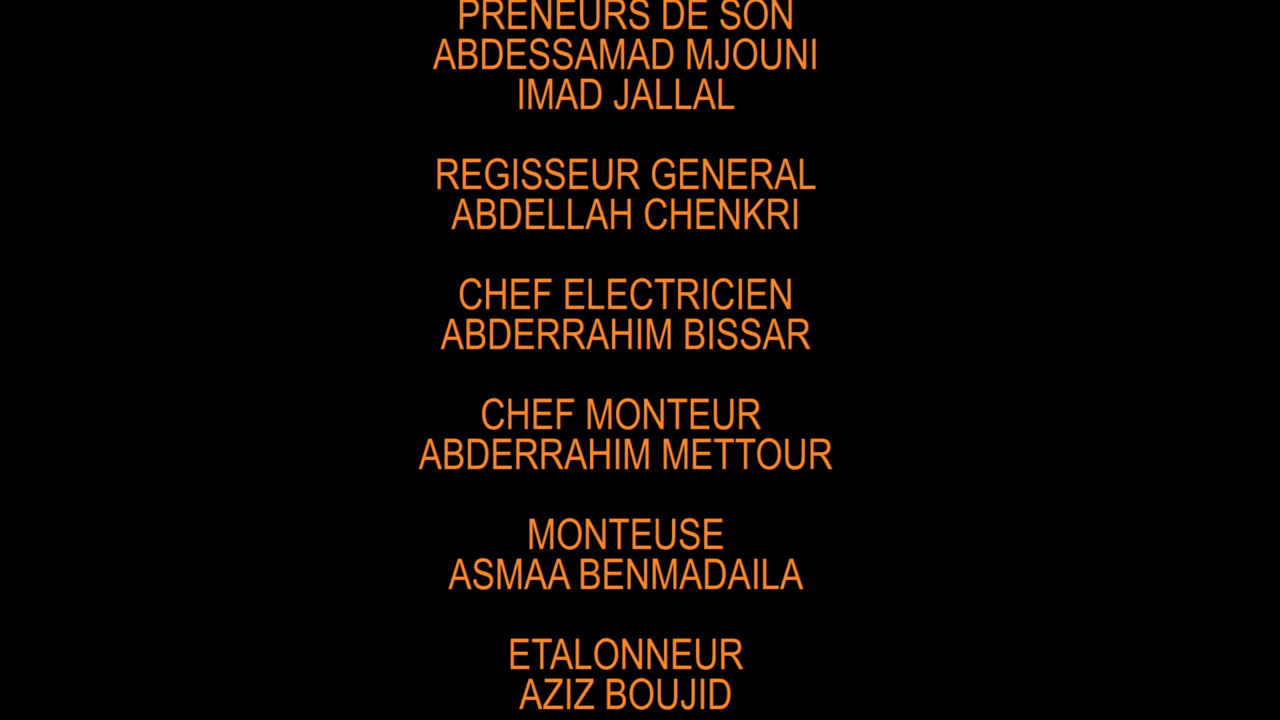 PRENEURS DE SON
ABDESSAMAD MJOUNI
IMAD JALLAL
REGISSEUR GENERAL
ABDELLAH CHENKRI
CHEF ELECTRICIEN
ABDERRAHIM BISSAR
CHEF MONTEUR
ABDERRAHIM METTOUR
MONTEUSE
ASMAA BENMADAILA
ETALONNEUR
AZIZ BOUJID